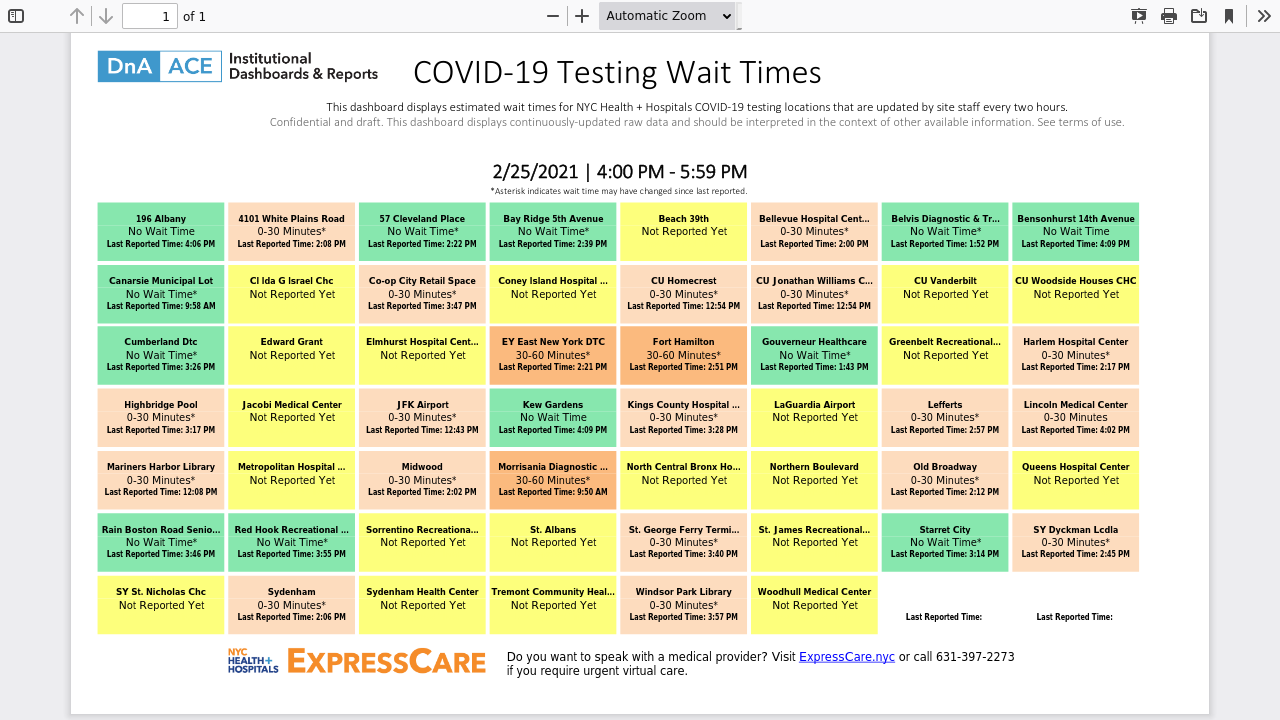 1 of 1 Automatic Zoom
DnA ACE Institutional Dashboards & Reports
COVID-19 Testing Wait Times
This dashboard displays estimated wait times for NYC Health + Hospitals COVID-19 testing locations that are updated by site staff every two hours.
Confidential and draft. This dashboard displays continuously-updated raw data and should be interpreted in the context of other available information. See terms of use.
2/25/2021 | 4:00 PM - 5:59 PM
*Asterisk indicates wait time may have changed since last reported.
196 Albany
No Wait Time
Last Reported Time: 4:06 PM
4101 White Plains Road
0-30 Minutes*
Last Reported Time: 2:08 PM
57 Cleveland Place
No Wait Time*
Last Reported Time: 2:22 PM
Bay Ridge 5th Avenue
No Wait Time*
Last Reported Time: 2:39 PM
Beach 39th
Not Reported Yet
Bellevue Hospital Cent...
0-30 Minutes*
Last Reported Time: 2:00 PM
Belvis Diagnostic & Tr...
No Wait Time*
Last Reported Time: 1:52 PM
Bensonhurst 14th Avenue
No Wait Time
Last Reported Time: 4:09 PM
Canarsie Municipal Lot
No Wait Time*
Last Reported Time: 9:58 AM
Cl Ida G Israel Chc
Not Reported Yet
Co-op City Retail Space
0-30 Minutes*
Last Reported Time: 3:47 PM
Coney Island Hospital ...
Not Reported Yet
CU Homecrest
0-30 Minutes*
Last Reported Time: 12:54 PM
CU Jonathan Williams C...
0-30 Minutes*
Last Reported Time: 12:54 PM
CU Vanderbilt
Not Reported Yet
CU Woodside Houses CHC
Not Reported Yet
Cumberland Dtc
No Wait Time*
Last Reported Time: 3:26 PM
Edward Grant
Not Reported Yet
Elmhurst Hospital Cent...
Not Reported Yet
EY East New York DTC
30-60 Minutes*
Last Reported Time: 2:21 PM
Fort Hamilton
30-60 Minutes*
Last Reported Time: 2:51 PM
Gouverneur Healthcare
No Wait Time*
Last Reported Time: 1:43 PM
Greenbelt Recreational...
Not Reported Yet
Harlem Hospital Center
0-30 Minutes*
Last Reported Time: 2:17 PM
Highbridge Pool
0-30 Minutes*
Last Reported Time: 3:17 PM
Jacobi Medical Center
Not Reported Yet
JFK Airport
0-30 Minutes*
Last Reported Time: 12:43 PM
Kew Gardens
No Wait Time
Last Reported Time: 4:09 PM
Kings County Hospital ...
0-30 Minutes*
Last Reported Time: 3:28 PM
LaGuardia Airport
Not Reported Yet
Lefferts
0-30 Minutes*
Last Reported Time: 2:57 PM
Lincoln Medical Center
0-30 Minutes
Last Reported Time: 4:02 PM
Mariners Harbor Library
0-30 Minutes*
Last Reported Time: 12:08 PM
Metropolitan Hospital ...
Not Reported Yet
Midwood
0-30 Minutes*
Last Reported Time: 2:02 PM
Morrisania Diagnostic ...
30-60 Minutes*
Last Reported Time: 9:50 AM
North Central Bronx Ho...
Not Reported Yet
Northern Boulevard
Not Reported Yet
Old Broadway
0-30 Minutes*
Last Reported Time: 2:12 PM
Queens Hospital Center
Not Reported Yet
Rain Boston Road Senio...
No Wait Time*
Last Reported Time: 3:46 PM
Red Hook Recreational ...
No Wait Time*
Last Reported Time: 3:55 PM
Sorrentino Recreationa...
Not Reported Yet
St. Albans
Not Reported Yet
St. George Ferry Termi...
0-30 Minutes*
Last Reported Time: 3:40 PM
St. James Recreational...
Not Reported Yet
Starret City
No Wait Time*
Last Reported Time: 3:14 PM
SY Dyckman Lcdla
0-30 Minutes*
Last Reported Time: 2:45 PM
SY St. Nicholas Chc
Not Reported Yet
Sydenham
0-30 Minutes*
Last Reported Time: 2:06 PM
Sydenham Health Center
Not Reported Yet
Tremont Community Heal...
Not Reported Yet
Windsor Park Library
0-30 Minutes*
Last Reported Time: 3:57 PM
Woodhull Medical Center
Not Reported Yet
Last Reported Time:
Last Reported Time:
NYC HEALTH+ HOSPITALS EXPRESSCARE
Do you want to speak with a medical provider? Visit ExpressCare.nyc or call 631-397-2273
if you require urgent virtual care.